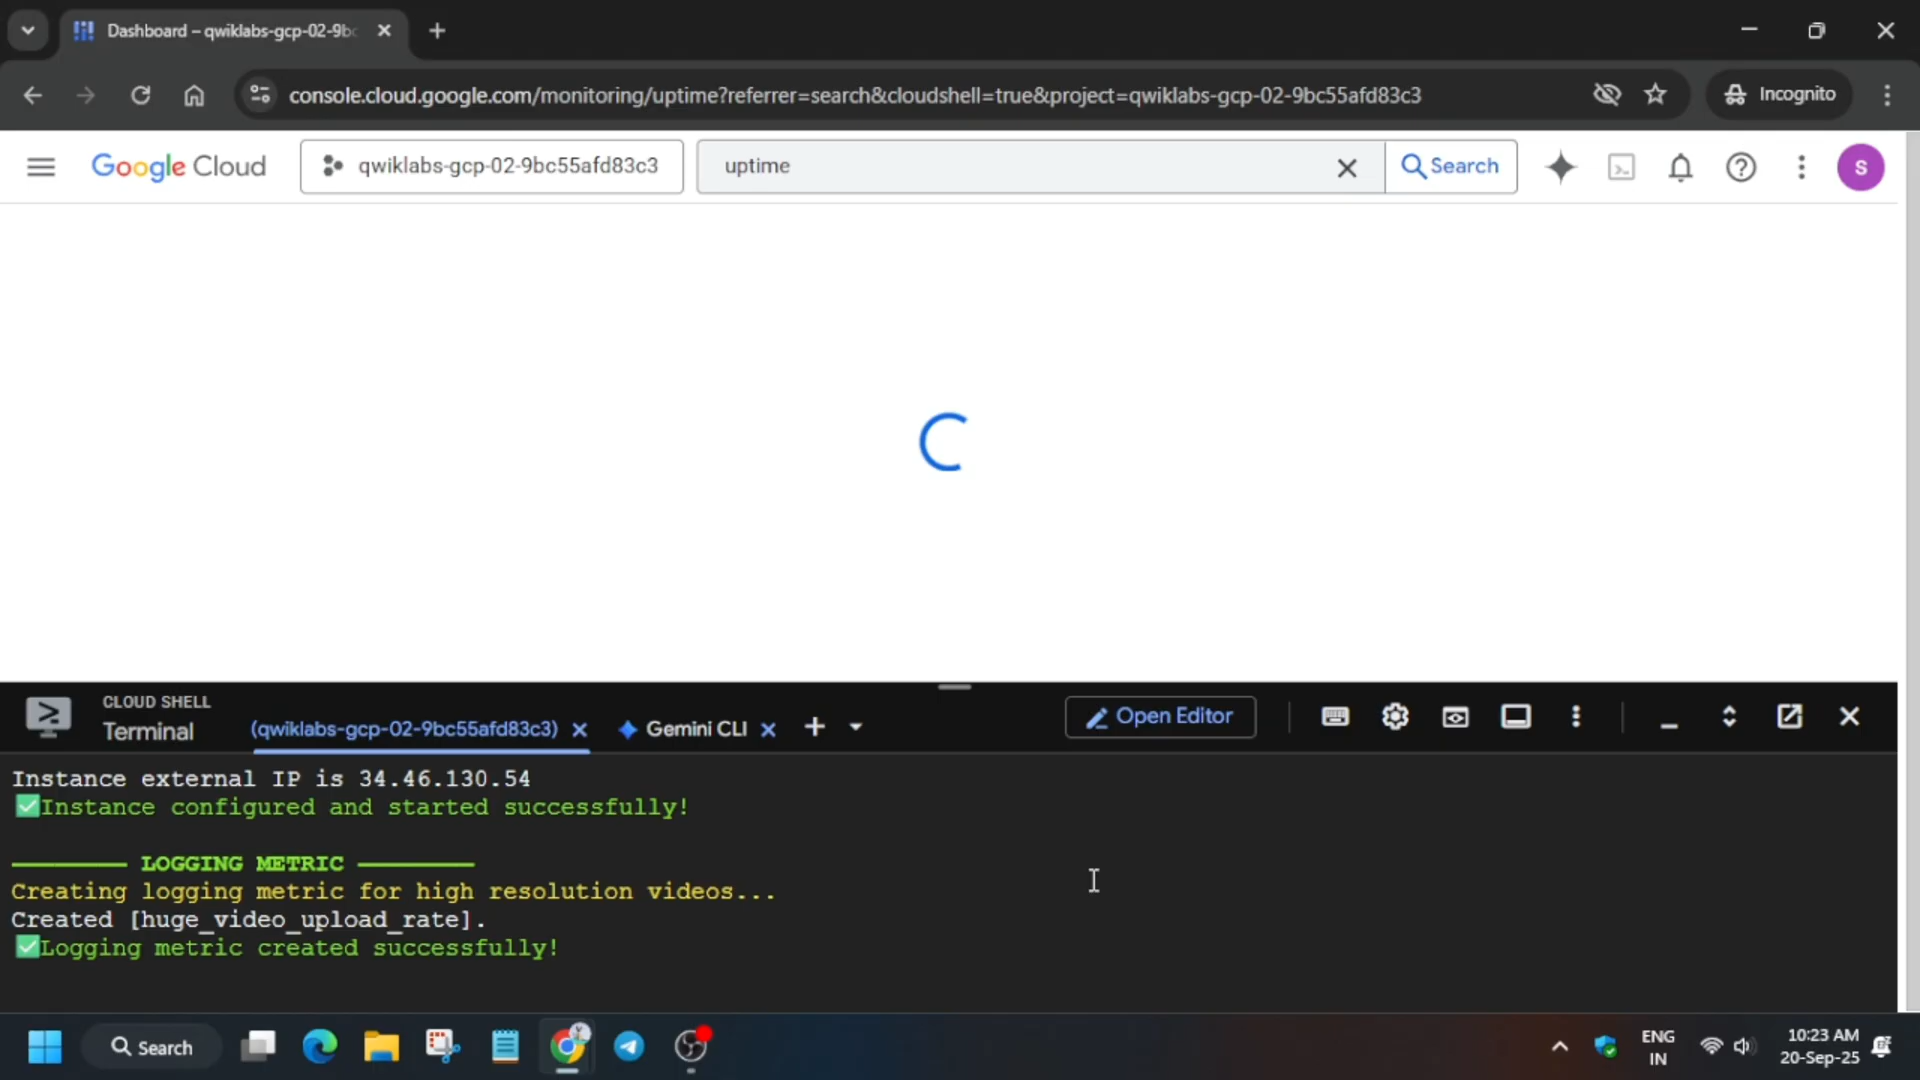 Dashboard – qwiklabs-gcp-02-9bc
console.cloud.google.com/monitoring/uptime?referrer=search&cloudshell=true&project=qwiklabs-gcp-02-9bc55afd83c3
Incognito
Google Cloud
qwiklabs-gcp-02-9bc55afd83c3
uptime
Search
S
CLOUD SHELL
Terminal
(qwiklabs-gcp-02-9bc55afd83c3)
Gemini CLI
Open Editor
Instance external IP is 34.46.130.54
✅Instance configured and started successfully!
———— LOGGING METRIC ————
Creating logging metric for high resolution videos...
Created [huge_video_upload_rate].
✅Logging metric created successfully!
Search
ENG
IN
10:23 AM
20-Sep-25